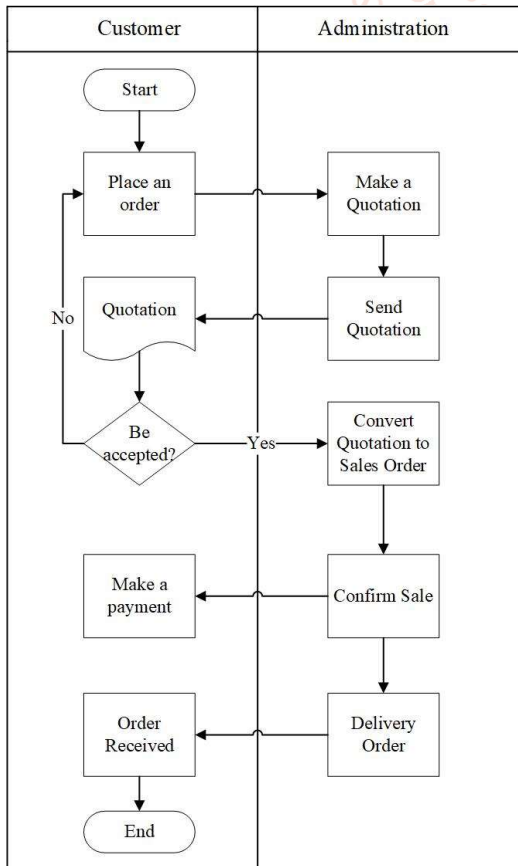 Customer
Administration
Start
Place an
order
Make a
Quotation
Quotation
Send
Quotation
No
Be
accepted?
Yes
Convert
Quotation to
Sales Order
Make a
payment
Confirm Sale
Order
Received
Delivery
Order
End